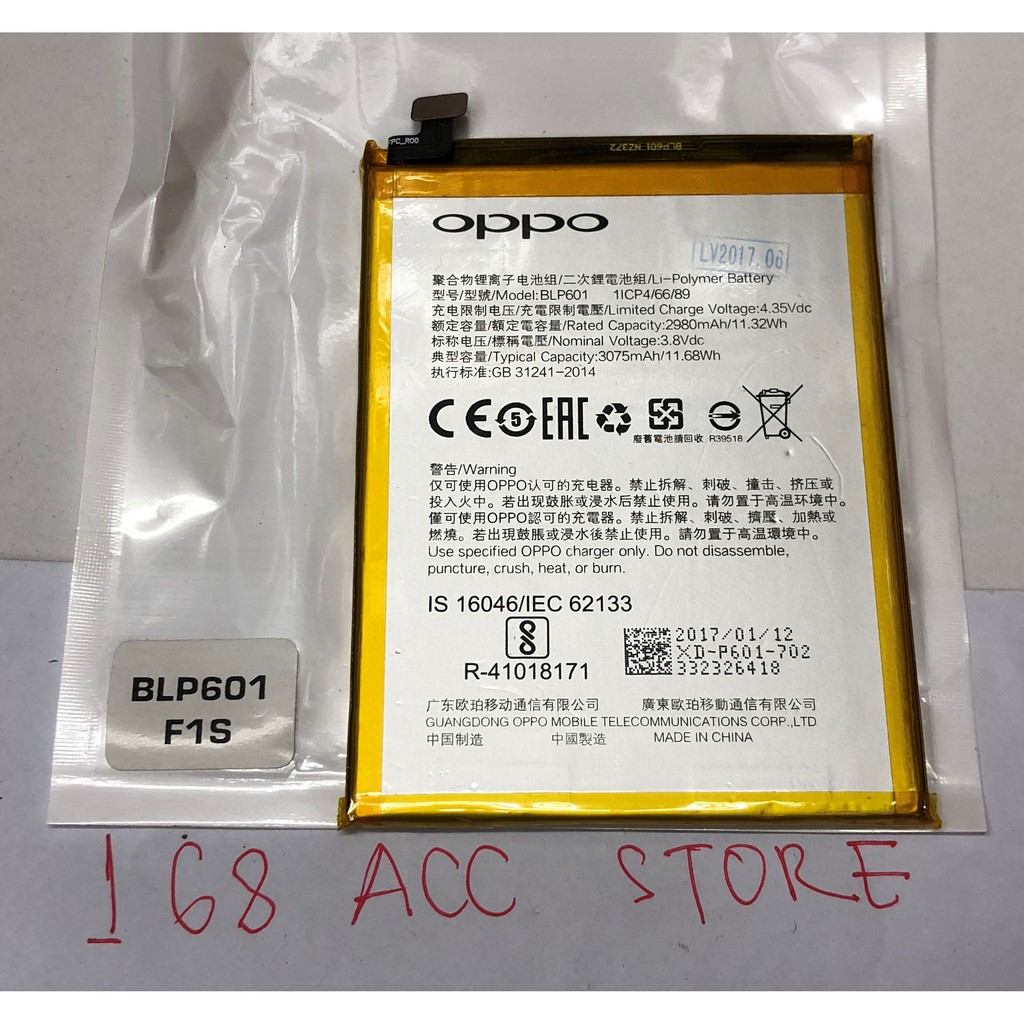 FPC_R00
BLP601 NZ372
oppo
LV2017.06
聚合物锂离子电池组/二次鋰電池組/Li-Polymer Battery
型号/型號/Model:BLP601 1ICP4/66/89
充电限制电压/充電限制電壓/Limited Charge Voltage:4.35Vdc
额定容量/額定電容量/Rated Capacity:2980mAh/11.32Wh
标称电压/標稱電壓/Nominal Voltage:3.8Vdc
典型容量/Typical Capacity:3075mAh/11.68Wh
执行标准:GB 31241-2014
CE 5 EAC
廢舊電池請回收 R39518
警告/Warning
仅可使用OPPO认可的充电器。禁止拆解、刺破、撞击、挤压或
投入火中。若出现鼓胀或浸水后禁止使用。请勿置于高温环境中。
僅可使用OPPO認可的充電器。禁止拆解、刺破、擠壓、加熱或
燃燒。若出現鼓脹或浸水後禁止使用。請勿置於高溫環境中。
Use specified OPPO charger only. Do not disassemble,
puncture, crush, heat, or burn.
IS 16046/IEC 62133
R-41018171
2017/01/12
XD-P601-702
332326418
广东欧珀移动通信有限公司 廣東歐珀移動通信有限公司
GUANGDONG OPPO MOBILE TELECOMMUNICATIONS CORP.,LTD
中国制造 中國製造 MADE IN CHINA
BLP601
F1S
168 ACC STORE